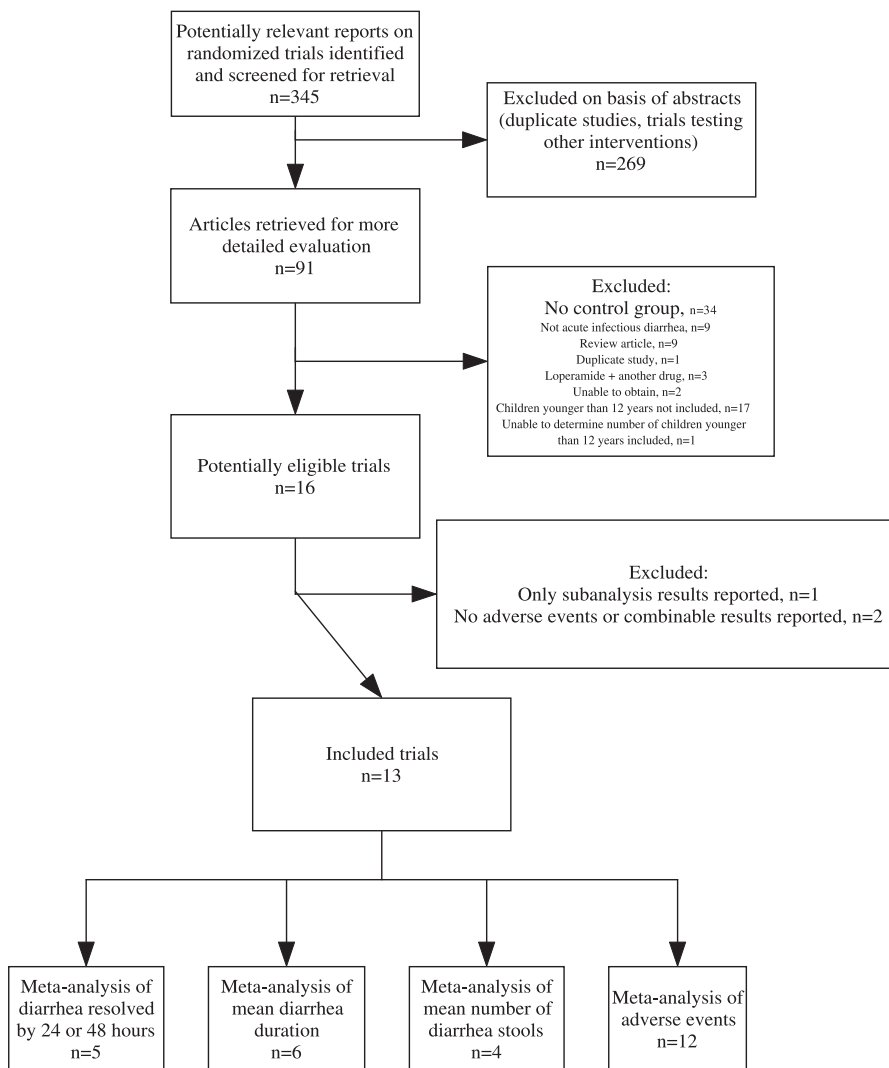 Potentially relevant reports on
randomized trials identified
and screened for retrieval
n=345
Excluded on basis of abstracts
(duplicate studies, trials testing
other interventions)
n=269
Articles retrieved for more
detailed evaluation
n=91
Excluded:
No control group, n=34
Not acute infectious diarrhea, n=9
Review article, n=9
Duplicate study, n=1
Loperamide + another drug, n=3
Unable to obtain, n=2
Children younger than 12 years not included, n=17
Unable to determine number of children younger
than 12 years included, n=1
Potentially eligible trials
n=16
Excluded:
Only subanalysis results reported, n=1
No adverse events or combinable results reported, n=2
Included trials
n=13
Meta-analysis of
diarrhea resolved
by 24 or 48 hours
n=5
Meta-analysis of
mean diarrhea
duration
n=6
Meta-analysis of
mean number of
diarrhea stools
n=4
Meta-analysis of
adverse events
n=12